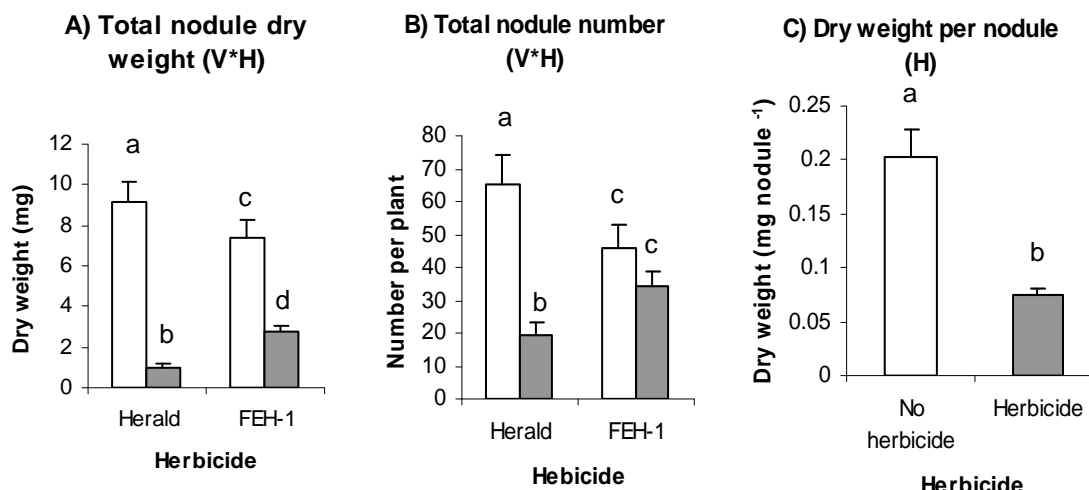 A) Total nodule dry
weight (V*H)
Dry weight (mg)
12
10
8
6
4
2
0
a
b
c
d
Herald
FEH-1
Herbicide
B) Total nodule number
(V*H)
Number per plant
80
70
60
50
40
30
20
10
0
a
b
c
c
Herald
FEH-1
Hebicide
C) Dry weight per nodule
(H)
Dry weight (mg nodule -1)
0.25
0.2
0.15
0.1
0.05
0
a
b
No
herbicide
Herbicide
Herbicide